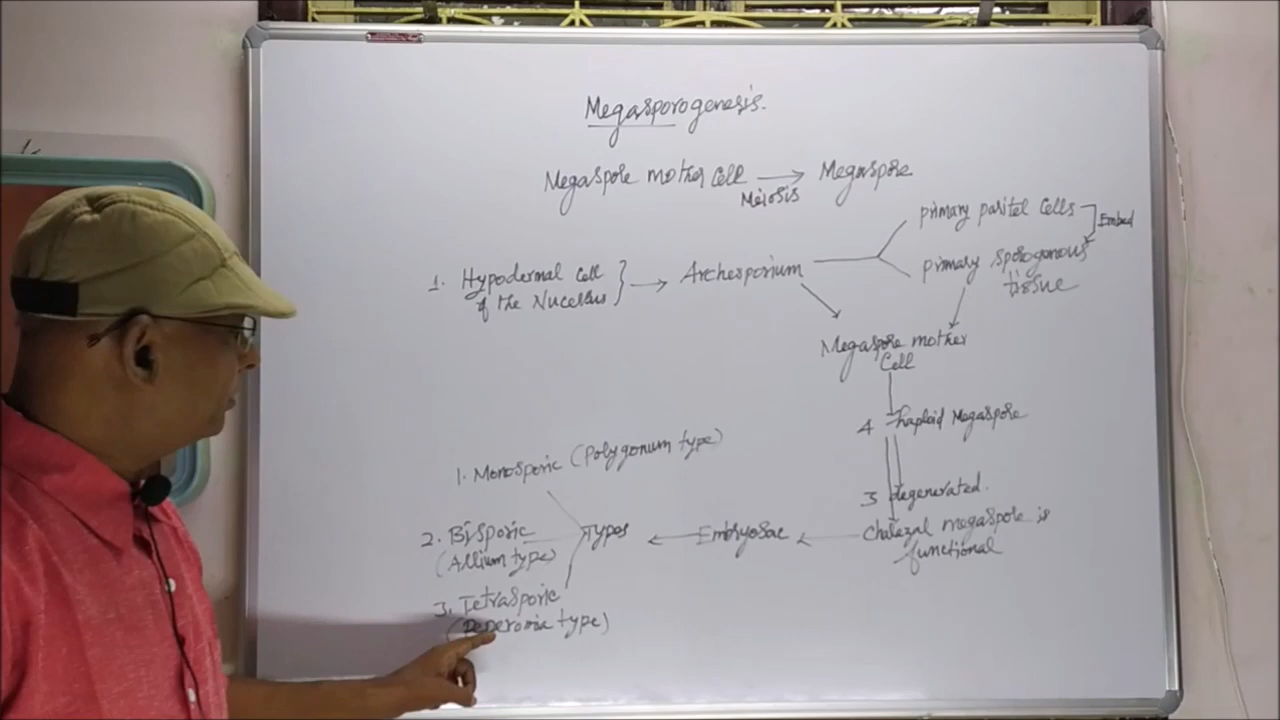 Megasporogenesis.
Megaspore mother Cell → Megaspore
Meiosis
primary parital Cells
Embed
primary sporogonous
tissue
1. Hypodermal Cell
of the Nucellus
Archesporium
Megaspore mother
Cell
4 haploid Megaspore
3 degenerated.
Chalazal megaspore is
functional
Embryosac
Types
1. Monosporic (Polygonum type)
2. Bisporic
(Allium type)
3. Tetrasporic
(Peperomia type)